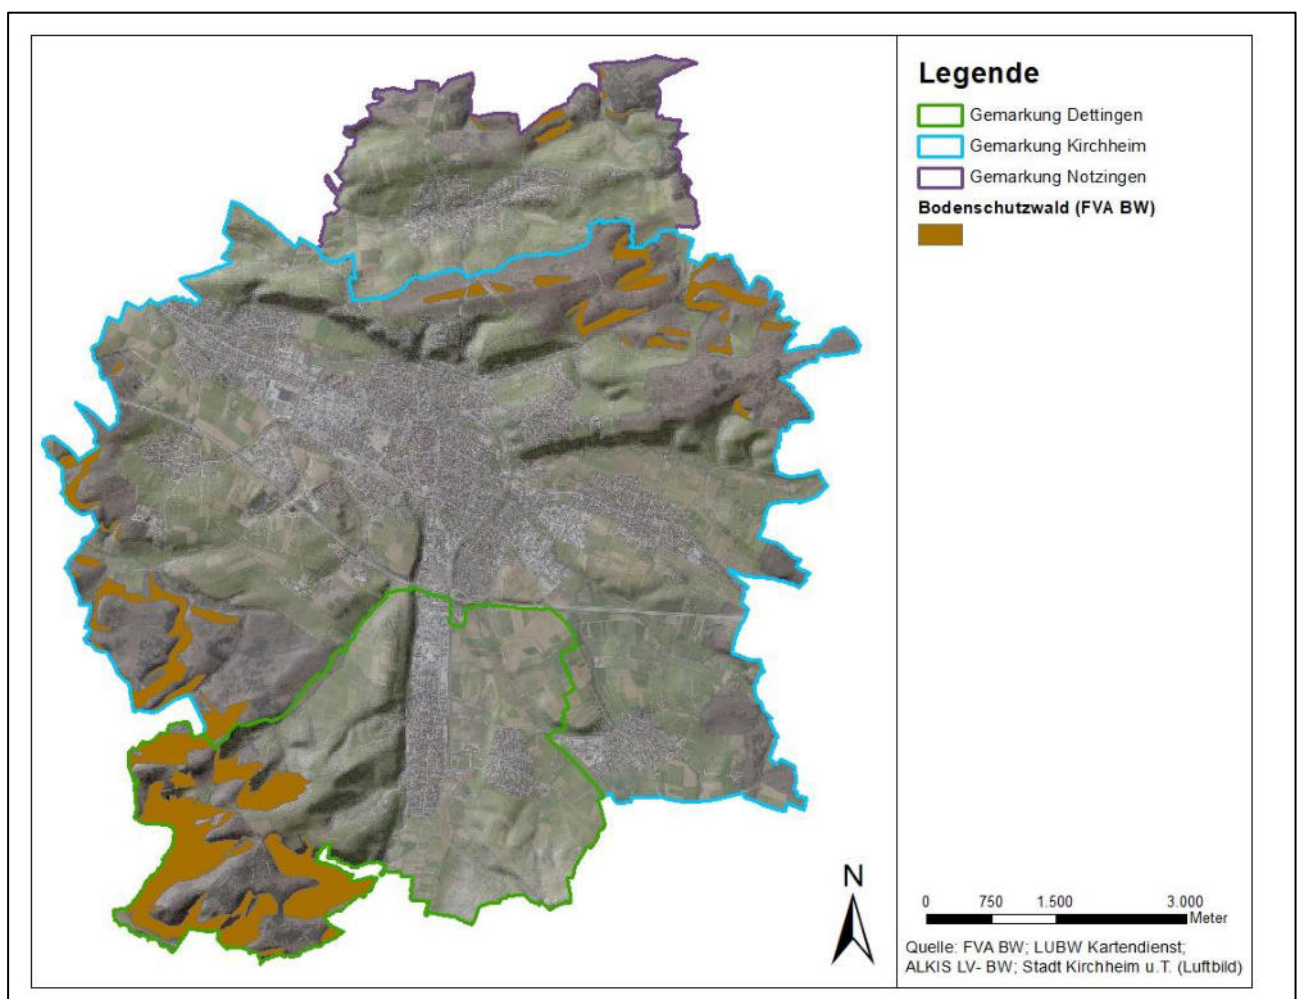 Legende
Gemarkung Dettingen
Gemarkung Kirchheim
Gemarkung Notzingen
Bodenschutzwald (FVA BW)
N
0 750 1.500 3.000
Meter
Quelle: FVA BW; LUBW Kartendienst;
ALKIS LV- BW; Stadt Kirchheim u.T. (Luftbild)